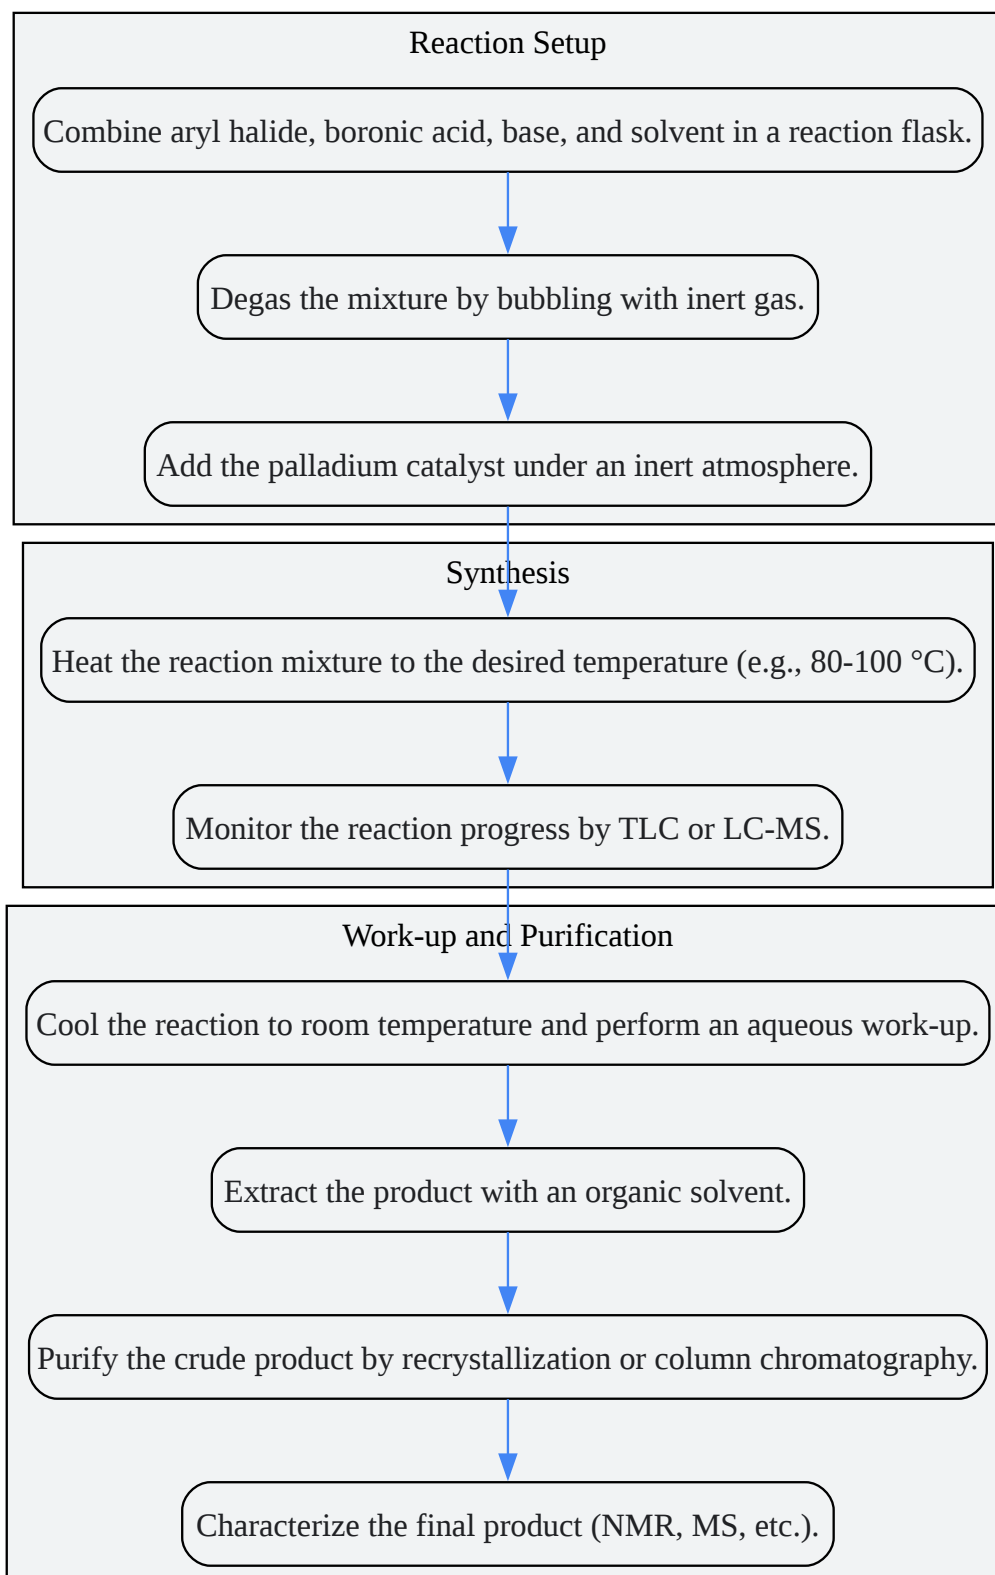 Reaction Setup
Combine aryl halide, boronic acid, base, and solvent in a reaction flask.
Degas the mixture by bubbling with inert gas.
Add the palladium catalyst under an inert atmosphere.
Synthesis
Heat the reaction mixture to the desired temperature (e.g., 80-100 °C).
Monitor the reaction progress by TLC or LC-MS.
Work-up and Purification
Cool the reaction to room temperature and perform an aqueous work-up.
Extract the product with an organic solvent.
Purify the crude product by recrystallization or column chromatography.
Characterize the final product (NMR, MS, etc.).